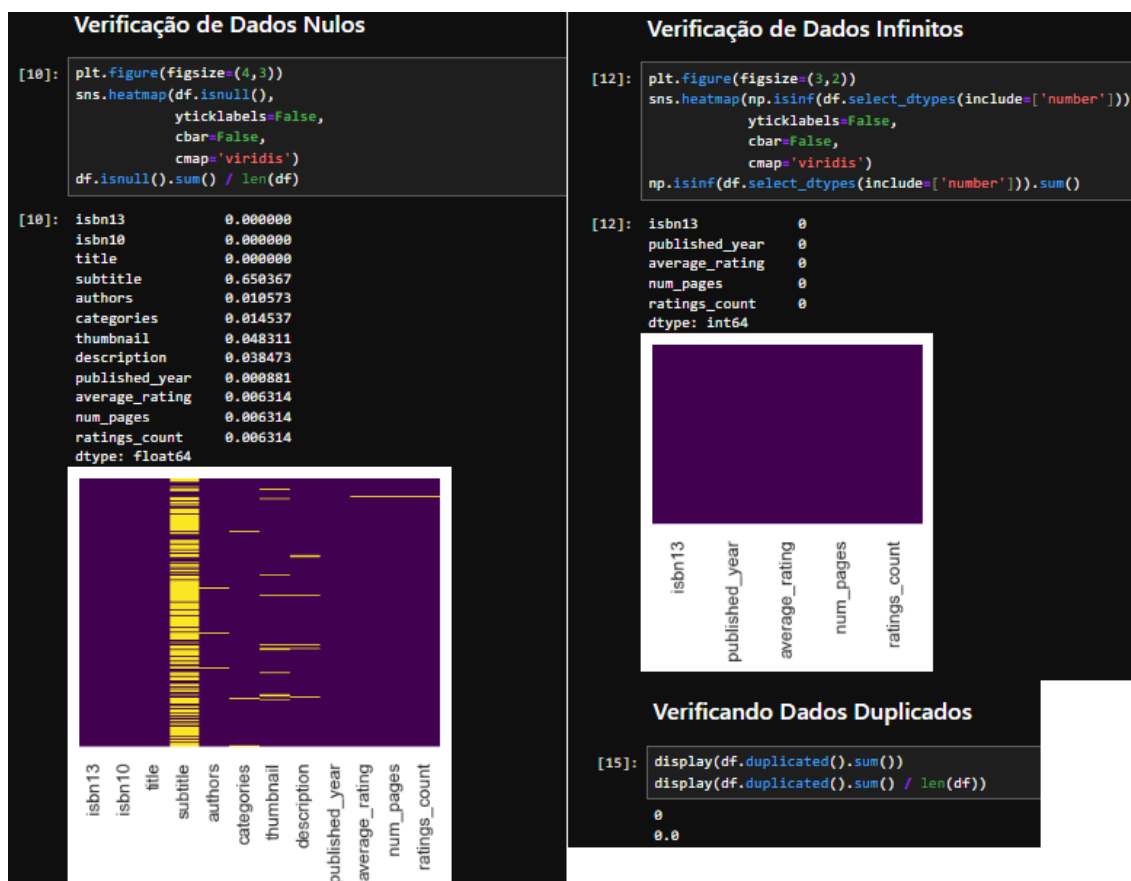 Verificação de Dados Nulos
[10]: plt.figure(figsize=(4,3))
sns.heatmap(df.isnull(),
yticklabels=False,
cbar=False,
cmap='viridis')
df.isnull().sum() / len(df)
[10]: isbn13 0.000000
isbn10 0.000000
title 0.000000
subtitle 0.650367
authors 0.010573
categories 0.014537
thumbnail 0.048311
description 0.038473
published_year 0.000881
average_rating 0.006314
num_pages 0.006314
ratings_count 0.006314
dtype: float64
isbn13
isbn10
title
subtitle
authors
categories
thumbnail
description
published_year
average_rating
num_pages
ratings_count
Verificação de Dados Infinitos
[12]: plt.figure(figsize=(3,2))
sns.heatmap(np.isinf(df.select_dtypes(include=['number']))
yticklabels=False,
cbar=False,
cmap='viridis')
np.isinf(df.select_dtypes(include=['number'])).sum()
[12]: isbn13 0
published_year 0
average_rating 0
num_pages 0
ratings_count 0
dtype: int64
isbn13
published_year
average_rating
num_pages
ratings_count
Verificando Dados Duplicados
[15]: display(df.duplicated().sum())
display(df.duplicated().sum() / len(df))
0
0.0